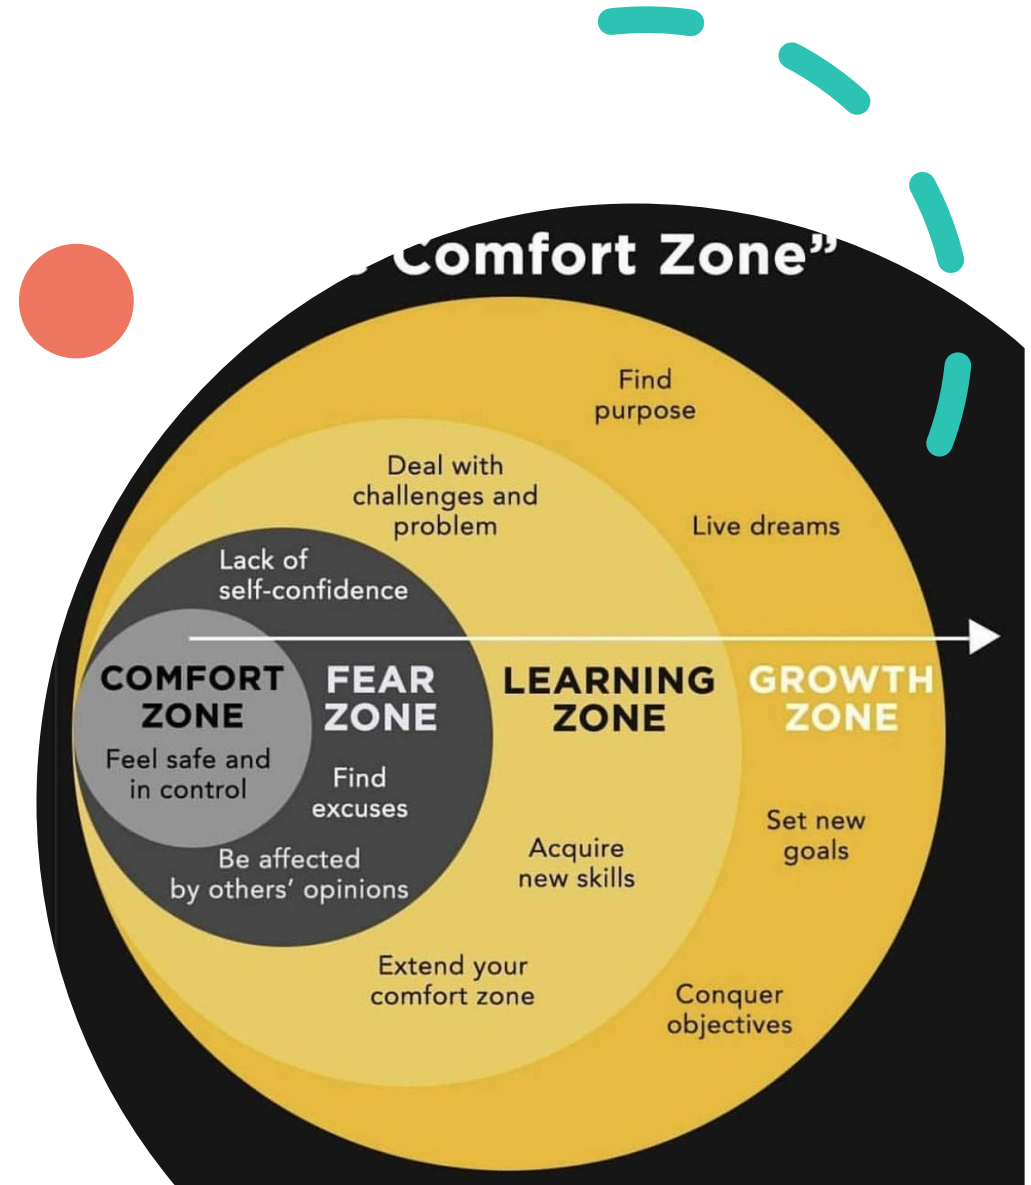 Comfort Zone”
Find
purpose
Deal with
challenges and
problem
Live dreams
Lack of
self-confidence
COMFORT
ZONE
Feel safe and
in control
FEAR
ZONE
Find
excuses
Be affected
by others’ opinions
LEARNING
ZONE
Acquire
new skills
Extend your
comfort zone
GROWTH
ZONE
Set new
goals
Conquer
objectives